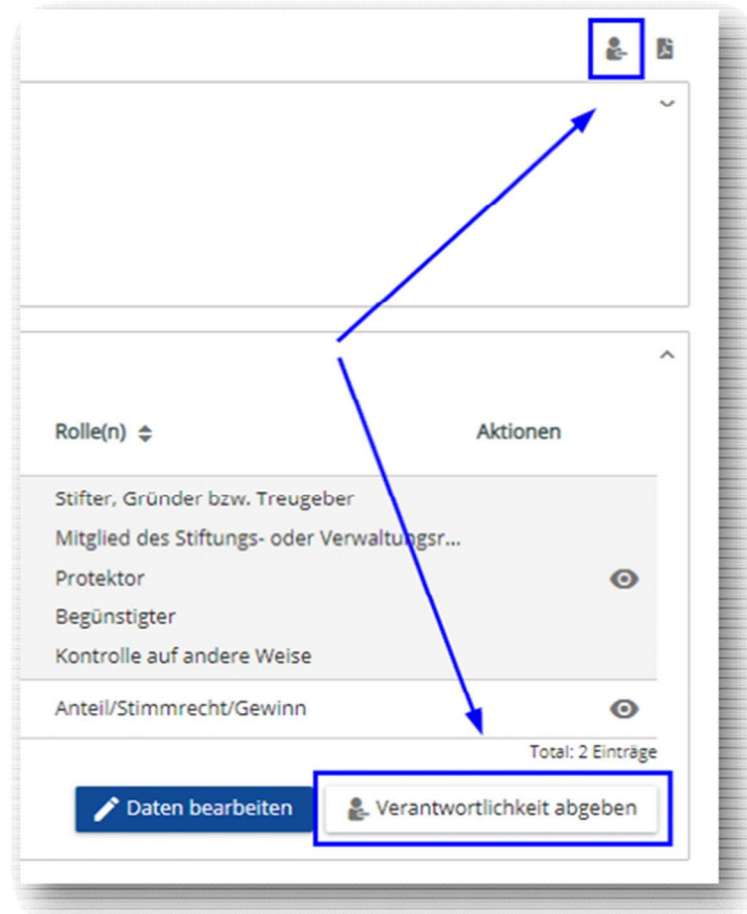 Rolle(n) Aktionen
Stifter, Gründer bzw. Treugeber
Mitglied des Stiftungs- oder Verwaltungsr...
Protektor
Begünstigter
Kontrolle auf andere Weise
Anteil/Stimmrecht/Gewinn
Total: 2 Einträge
Daten bearbeiten Verantwortlichkeit abgeben